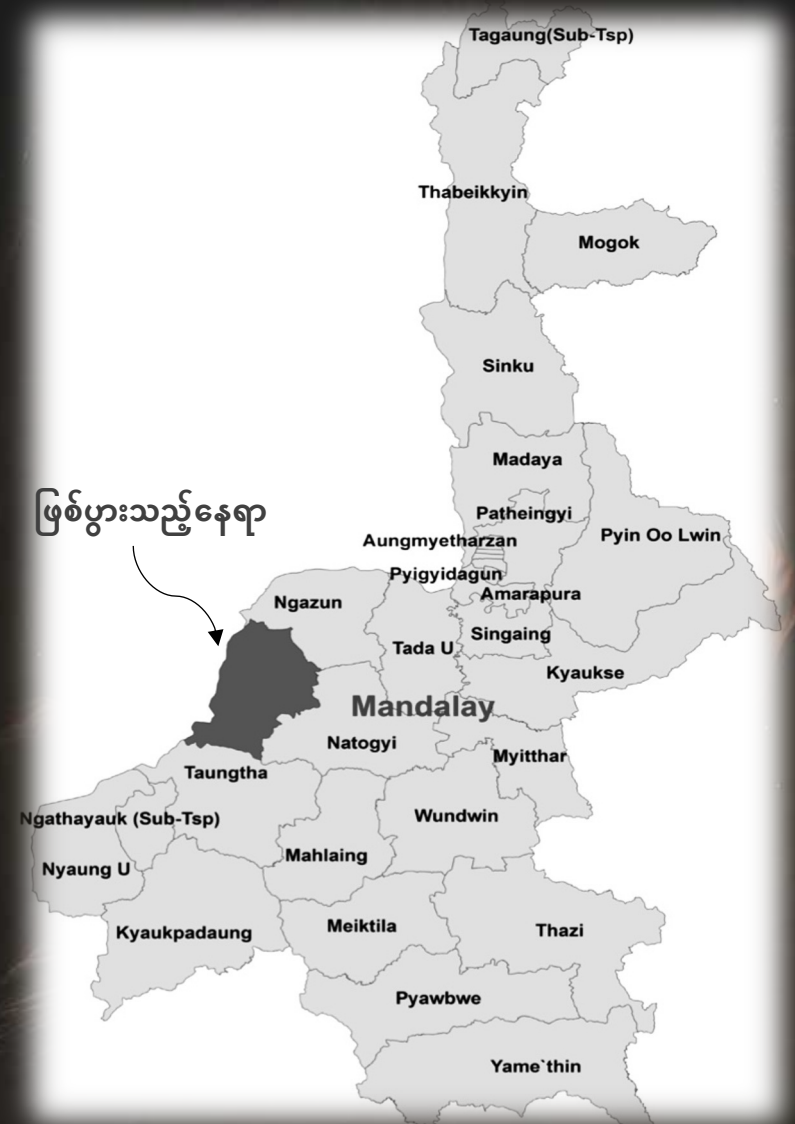 Tagaung(Sub-Tsp)
Thabeikkyin
Mogok
Sinku
Madaya
ဖြစ်ပွားသည့်နေရာ
Patheingyi
Pyin Oo Lwin
Aungmyetharzan
Pyigyidagun
Amarapura
Ngazun
Singaing
Tada U
Kyaukse
Mandalay
Natogyi
Myitthar
Taungtha
Wundwin
Ngathayauk (Sub-Tsp)
Mahlaing
Nyaung U
Meiktila
Thazi
Kyaukpadaung
Pyawbwe
Yame`thin